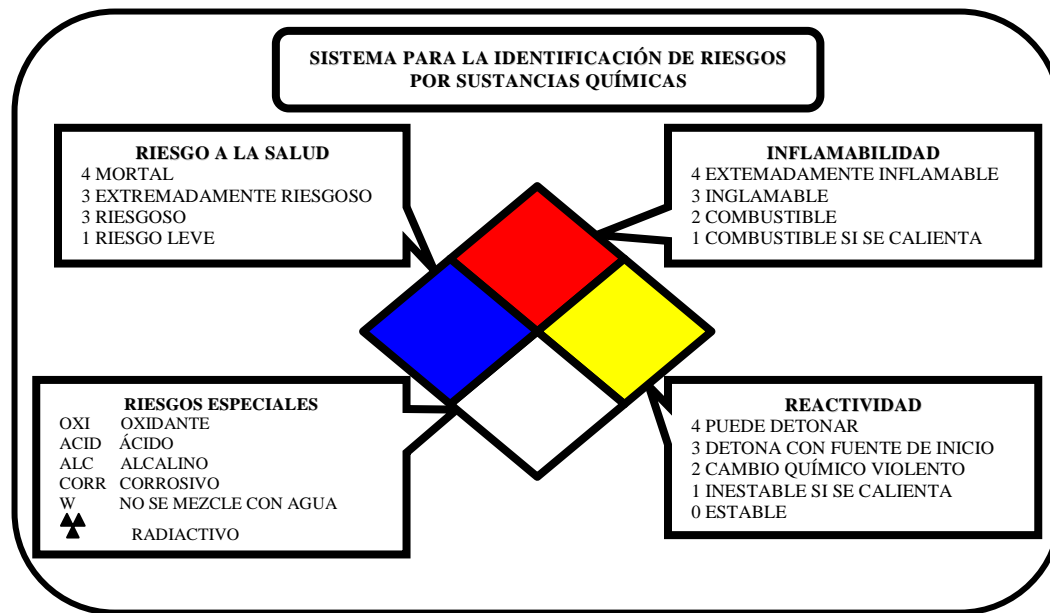 SISTEMA PARA LA IDENTIFICACIÓN DE RIESGOS
POR SUSTANCIAS QUÍMICAS
RIESGO A LA SALUD
4 MORTAL
3 EXTREMADAMENTE RIESGOSO
3 RIESGOSO
1 RIESGO LEVE
INFLAMABILIDAD
4 EXTEMADAMENTE INFLAMABLE
3 INGLAMABLE
2 COMBUSTIBLE
1 COMBUSTIBLE SI SE CALIENTA
RIESGOS ESPECIALES
OXI OXIDANTE
ACID ÁCIDO
ALC ALCALINO
CORR CORROSIVO
W NO SE MEZCLE CON AGUA
RADIACTIVO
REACTIVIDAD
4 PUEDE DETONAR
3 DETONA CON FUENTE DE INICIO
2 CAMBIO QUÍMICO VIOLENTO
1 INESTABLE SI SE CALIENTA
0 ESTABLE